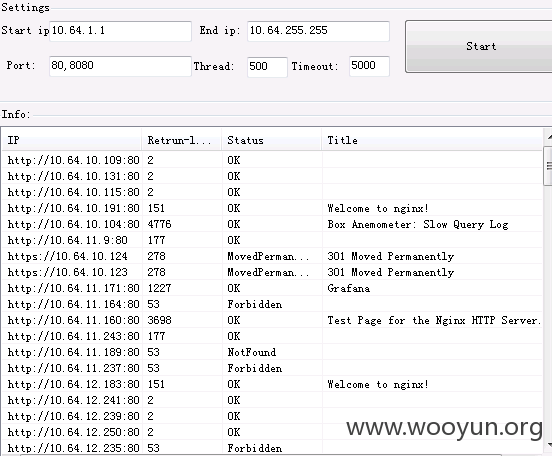 Settings
Start ip 10.64.1.1 End ip: 10.64.255.255 Start
Port: 80,8080 Thread: 500 Timeout: 5000
Info:
IP Retrun-l... Status Title
http://10.64.10.109:80 2 OK
http://10.64.10.131:80 2 OK
http://10.64.10.115:80 2 OK
http://10.64.10.191:80 151 OK Welcome to nginx!
http://10.64.10.104:80 4776 OK Box Anemometer: Slow Query Log
http://10.64.11.9:80 177 OK
https://10.64.10.124 278 MovedPerman... 301 Moved Permanently
https://10.64.10.123 278 MovedPerman... 301 Moved Permanently
http://10.64.11.171:80 1227 OK Grafana
http://10.64.11.164:80 53 Forbidden
http://10.64.11.160:80 3698 OK Test Page for the Nginx HTTP Server.
http://10.64.11.243:80 177 OK
http://10.64.11.189:80 53 NotFound
http://10.64.11.237:80 53 Forbidden
http://10.64.12.183:80 151 OK Welcome to nginx!
http://10.64.12.241:80 2 OK
http://10.64.12.239:80 2 OK
http://10.64.12.250:80 2 OK
http://10.64.12.235:80 53 Forbidden
www.wooyun.org